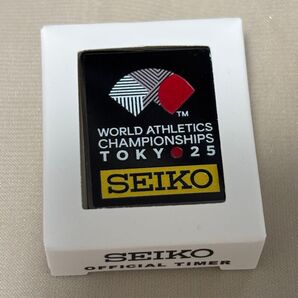 TM
WORLD ATHLETICS
CHAMPIONSHIPS
TOKYO 25
SEIKO
SEIKO
OFFICIAL TIMER